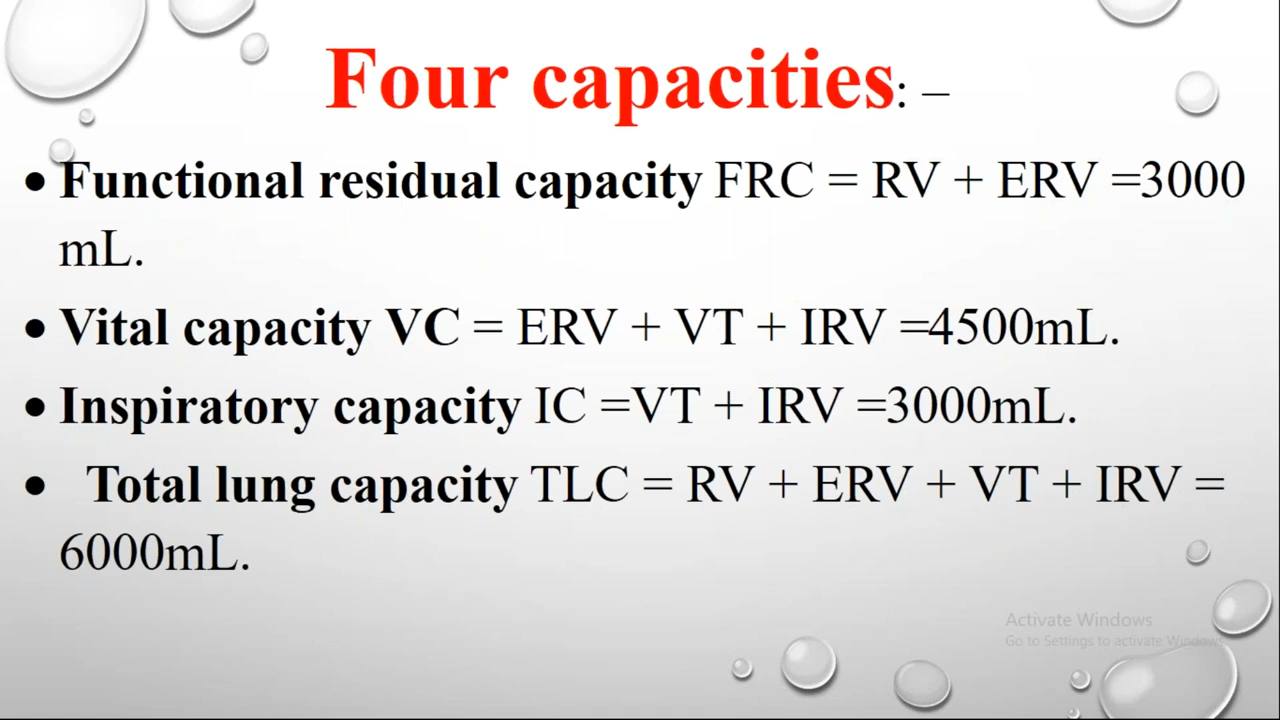 Four capacities: –
• Functional residual capacity FRC = RV + ERV =3000
mL.
• Vital capacity VC = ERV + VT + IRV =4500mL.
• Inspiratory capacity IC =VT + IRV =3000mL.
• Total lung capacity TLC = RV + ERV + VT + IRV =
6000mL.
Activate Windows
Go to Settings to activate Windows.